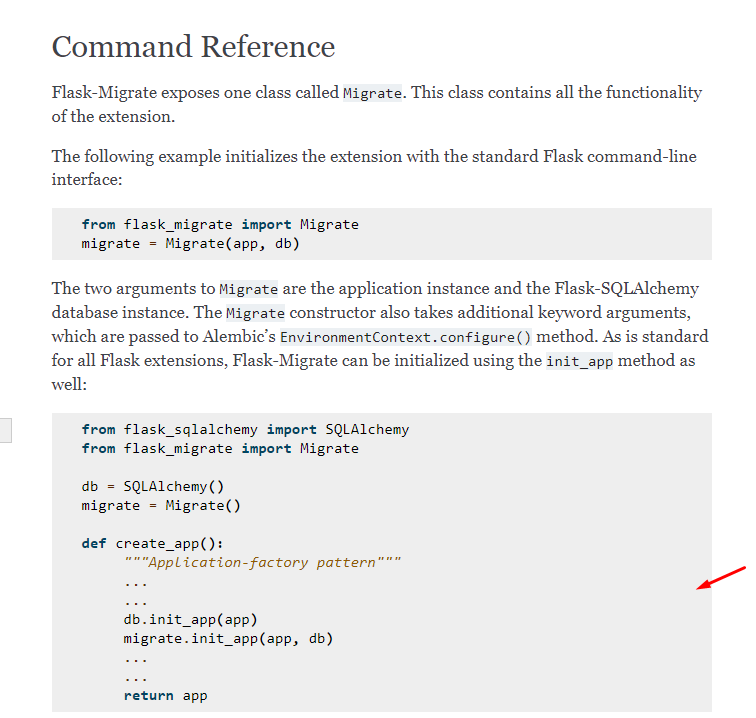 Command Reference
Flask-Migrate exposes one class called Migrate. This class contains all the functionality
of the extension.
The following example initializes the extension with the standard Flask command-line
interface:
from flask_migrate import Migrate
migrate = Migrate(app, db)
The two arguments to Migrate are the application instance and the Flask-SQLAlchemy
database instance. The Migrate constructor also takes additional keyword arguments,
which are passed to Alembic’s EnvironmentContext.configure() method. As is standard
for all Flask extensions, Flask-Migrate can be initialized using the init_app method as
well:
from flask_sqlalchemy import SQLAlchemy
from flask_migrate import Migrate
db = SQLAlchemy()
migrate = Migrate()
def create_app():
"""Application-factory pattern"""
...
...
db.init_app(app)
migrate.init_app(app, db)
...
...
return app